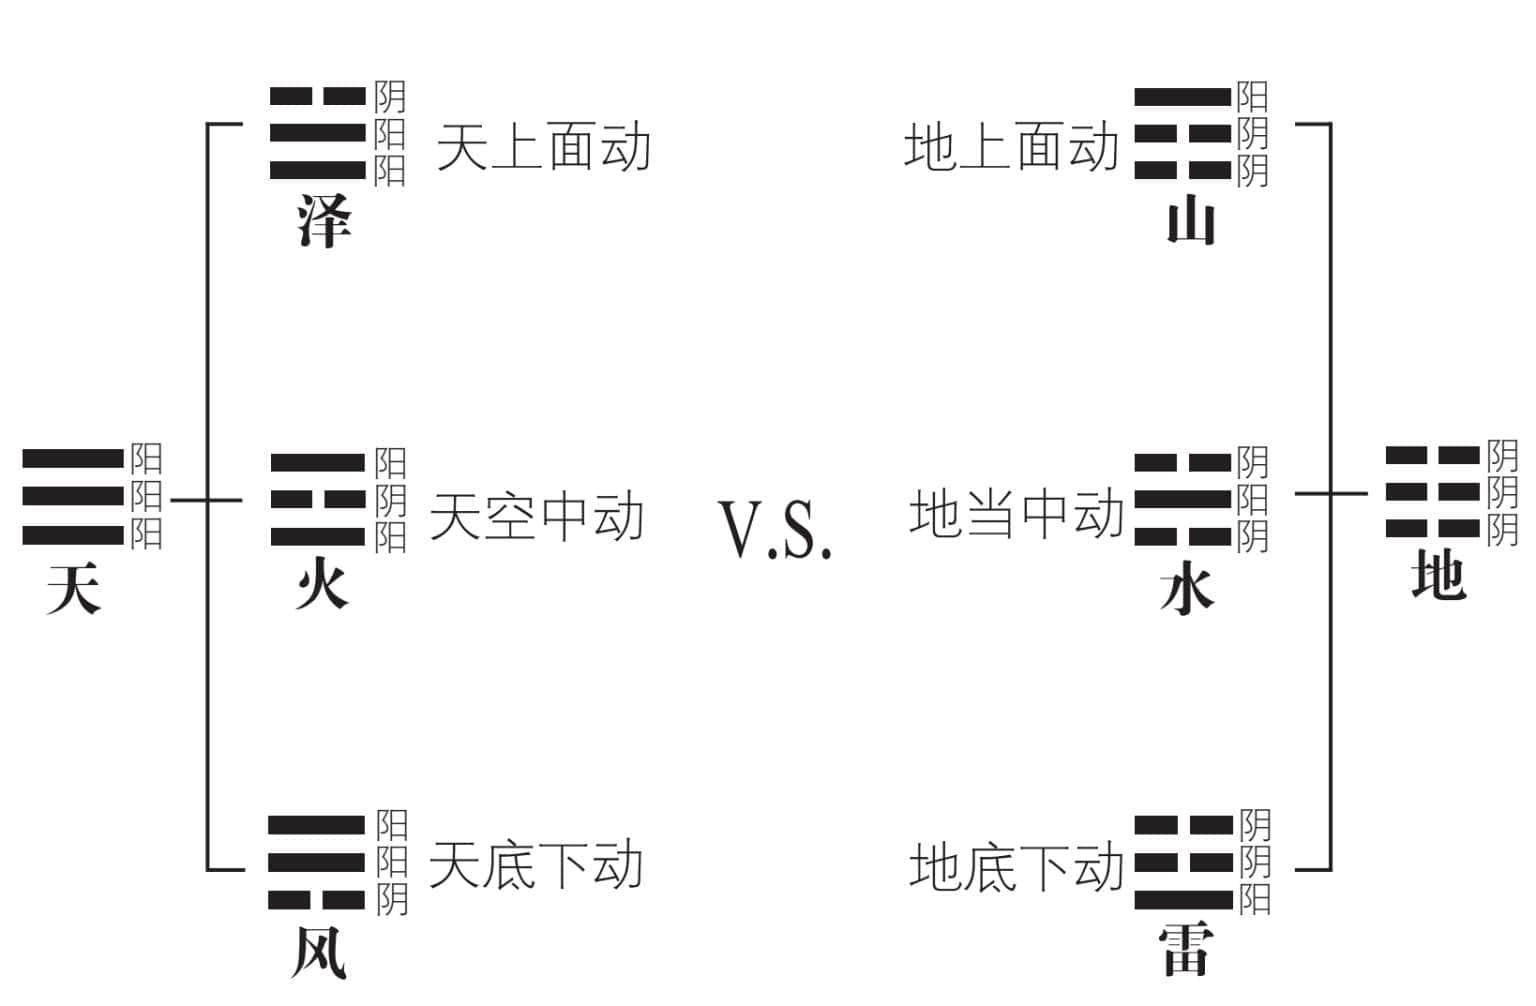 阴
阳
阳
泽
天上面动
阳
阳
阳
天
阳
阴
阳
火
天空中动
阳
阳
阴
风
天底下动
V.S.
地上面动
阳
阴
阴
山
地当中动
阴
阳
阴
水
地底下动
阴
阴
阳
雷
阴
阴
阴
地